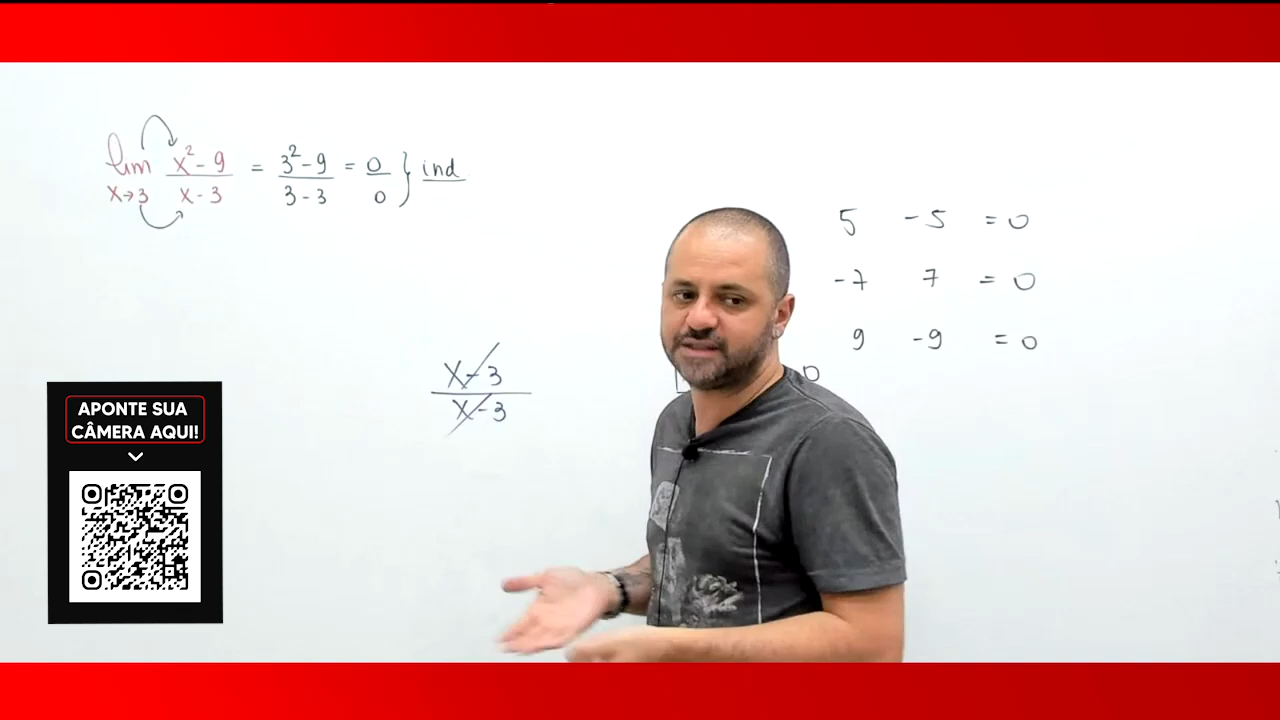 lim x² - 9 / x - 3 = 3² - 9 / 3 - 3 = 0 / 0 } ind
x→3
5 - 5 = 0
-7 7 = 0
9 -9 = 0
x - 3
x - 3
0
APONTE SUA
CÂMERA AQUI!